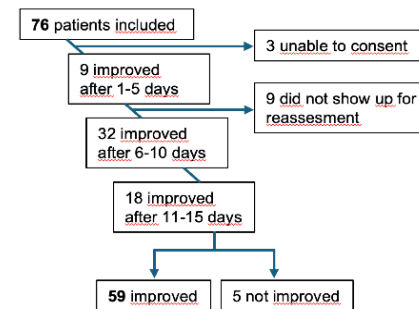 76 patients included
3 unable to consent
9 improved
after 1-5 days
9 did not show up for
reassesment
32 improved
after 6-10 days
18 improved
after 11-15 days
59 improved
5 not improved